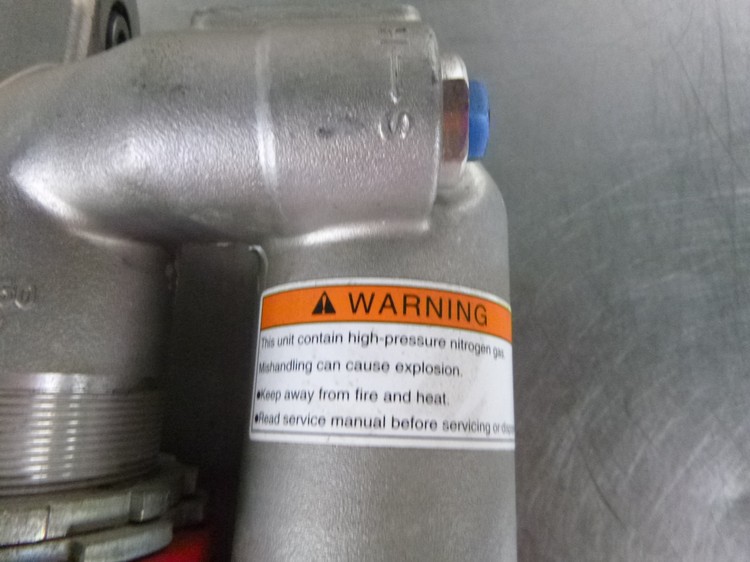 S←→H
WARNING
This unit contain high-pressure nitrogen gas.
Mishandling can cause explosion.
•Keep away from fire and heat.
•Read service manual before servicing or